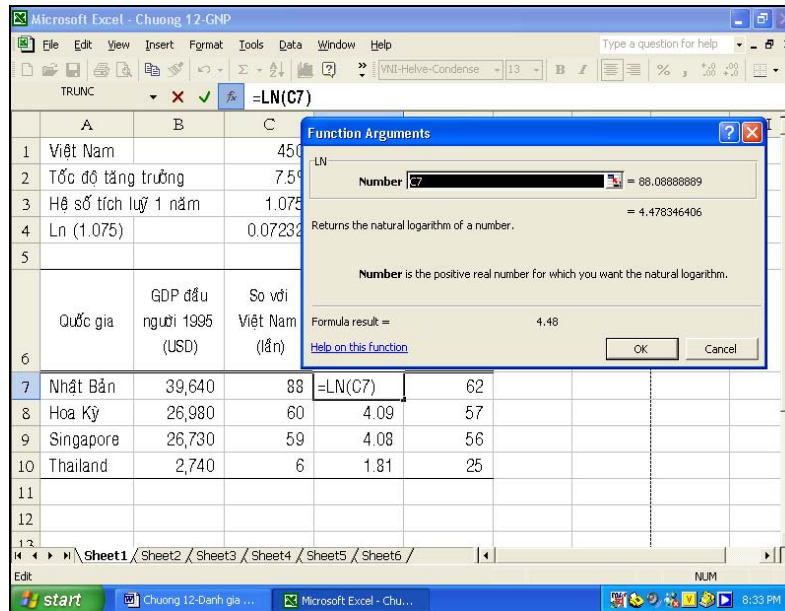 Microsoft Excel - Chuong 12-GNP
File Edit View Insert Format Tools Data Window Help Type a question for help
VNI-Helve-Condense 13 B I
TRUNC fx =LN(C7)
A B C
1 Việt Nam 450
2 Tốc độ tăng trưởng 7.5%
3 Hệ số tích luỹ 1 năm 1.075
4 Ln (1.075) 0.07232
5
6 Quốc gia GDP đầu người 1995 (USD) So với Việt Nam (lần)
7 Nhật Bản 39,640 88 =LN(C7) 62
8 Hoa Kỳ 26,980 60 4.09 57
9 Singapore 26,730 59 4.08 56
10 Thailand 2,740 6 1.81 25
11
12
13
Function Arguments
LN
Number C7 = 88.08888889
= 4.478346406
Returns the natural logarithm of a number.
Number is the positive real number for which you want the natural logarithm.
Formula result = 4.48
Help on this function OK Cancel
Sheet1 Sheet2 Sheet3 Sheet4 Sheet5 Sheet6
Edit NUM
start Chuong 12-Danh gia ... Microsoft Excel - Chu... 8:33 PM